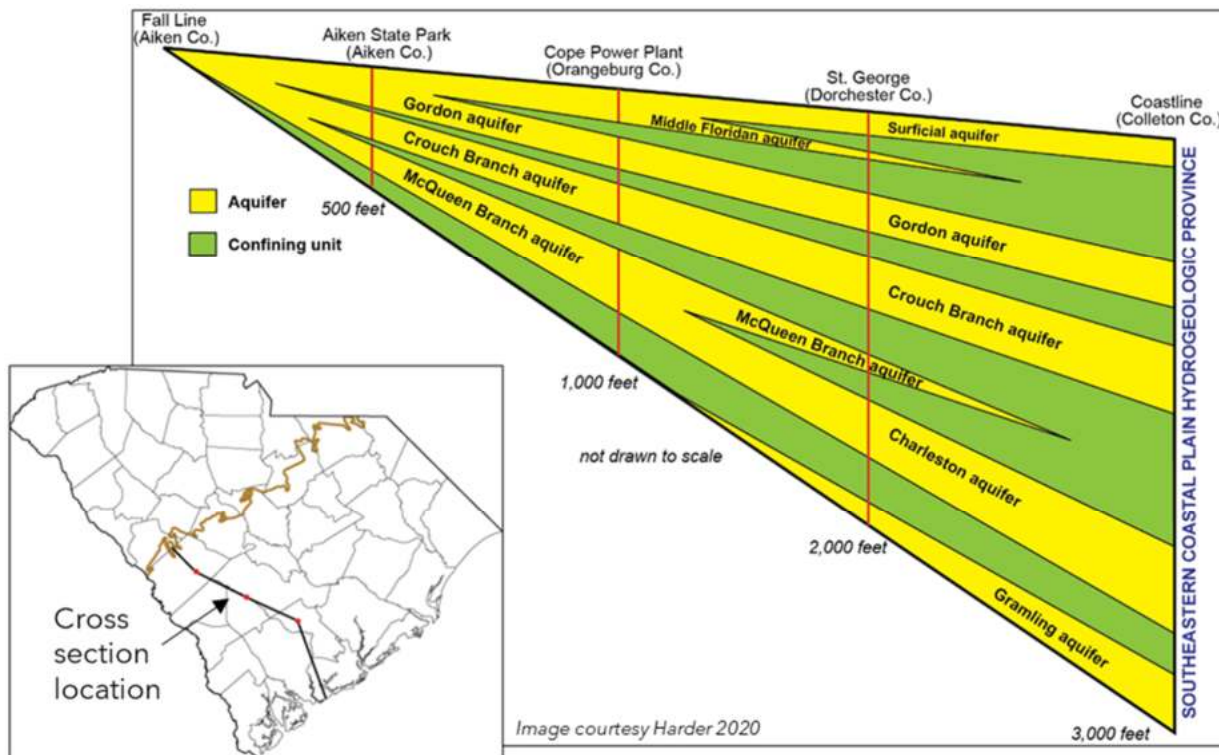 Fall Line
(Aiken Co.)
Aiken State Park
(Aiken Co.)
Cope Power Plant
(Orangeburg Co.)
St. George
(Dorchester Co.)
Coastline
(Colleton Co.)
Gordon aquifer
Middle Floridan aquifer
Surficial aquifer
Crouch Branch aquifer
McQueen Branch aquifer
Aquifer
Confining unit
500 feet
Gordon aquifer
Crouch Branch aquifer
McQueen Branch aquifer
1,000 feet
not drawn to scale
Charleston aquifer
2,000 feet
Gramling aquifer
3,000 feet
SOUTHEASTERN COASTAL PLAIN HYDROGEOLOGIC PROVINCE
Cross
section
location
Image courtesy Harder 2020